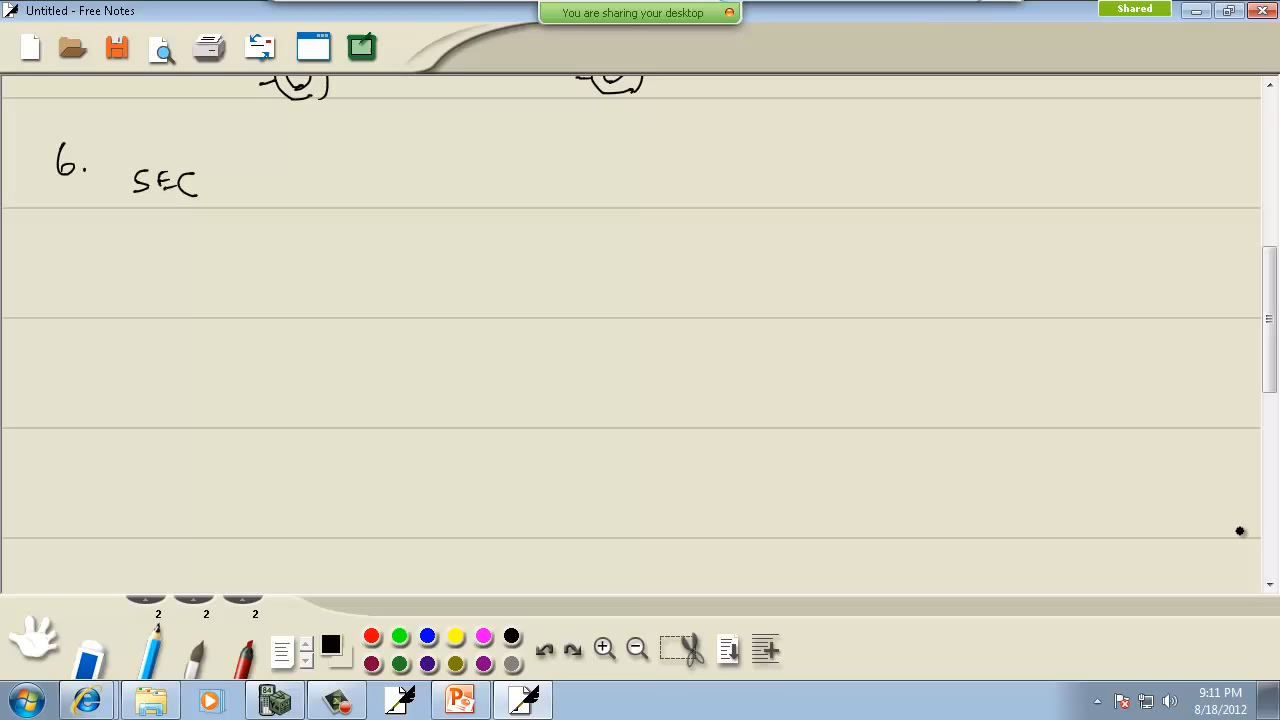 Untitled - Free Notes
You are sharing your desktop
Shared
6.
SEC
2 2 2
84
9:11 PM
8/18/2012